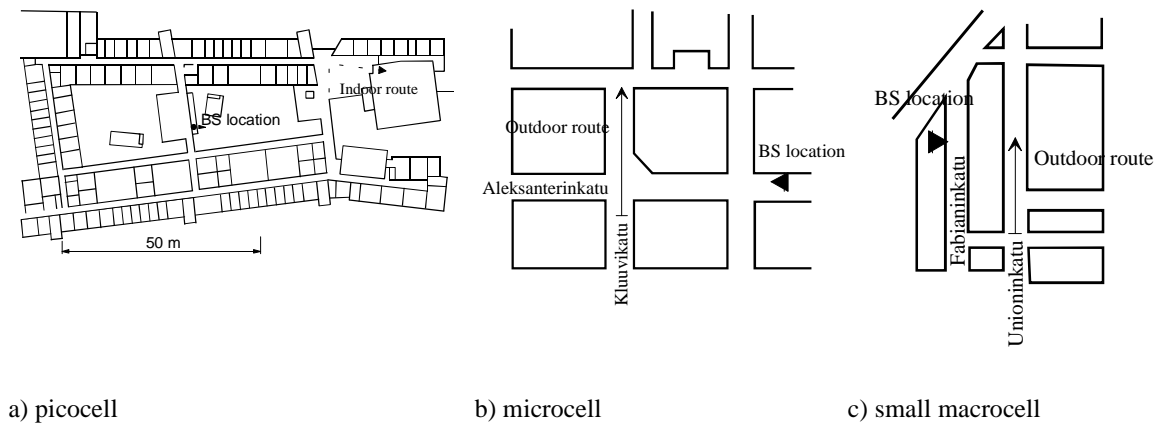 Indoor route
BS location
50 m
a) picocell
Outdoor route
BS location
Aleksanterinkatu
Kluuvikatu
b) microcell
BS location
Outdoor route
Fabianinkatu
Unioninkatu
c) small macrocell